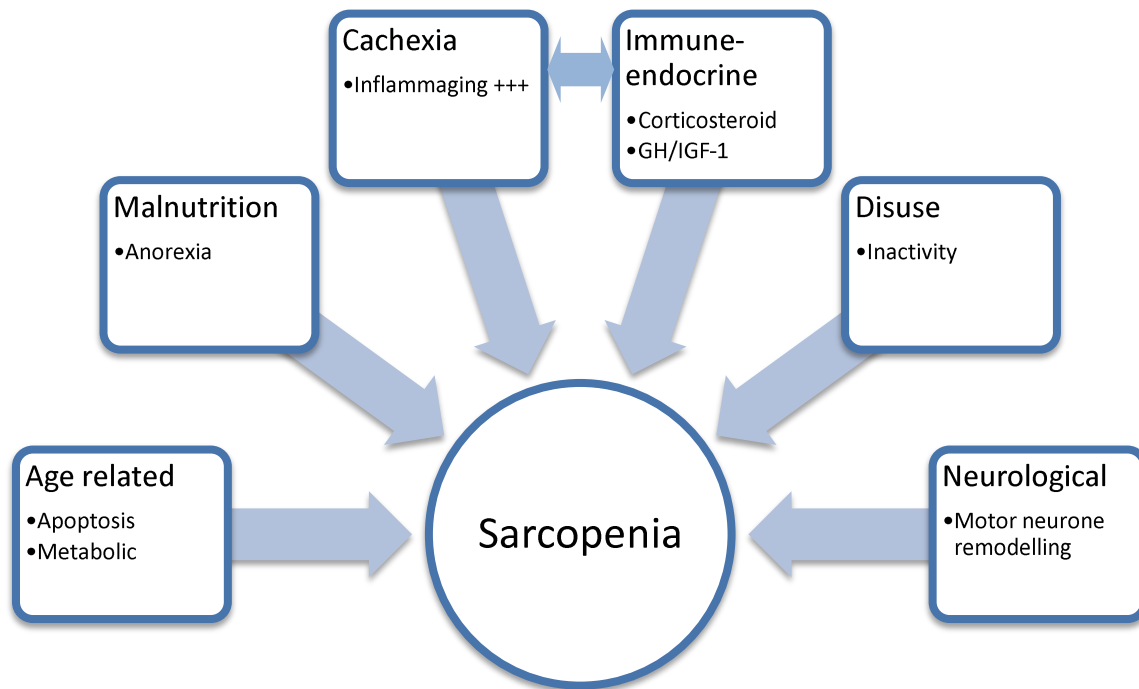 Cachexia
•Inflammaging +++
Immune-
endocrine
•Corticosteroid
•GH/IGF-1
Malnutrition
•Anorexia
Disuse
•Inactivity
Age related
•Apoptosis
•Metabolic
Neurological
•Motor neurone
remodelling
Sarcopenia